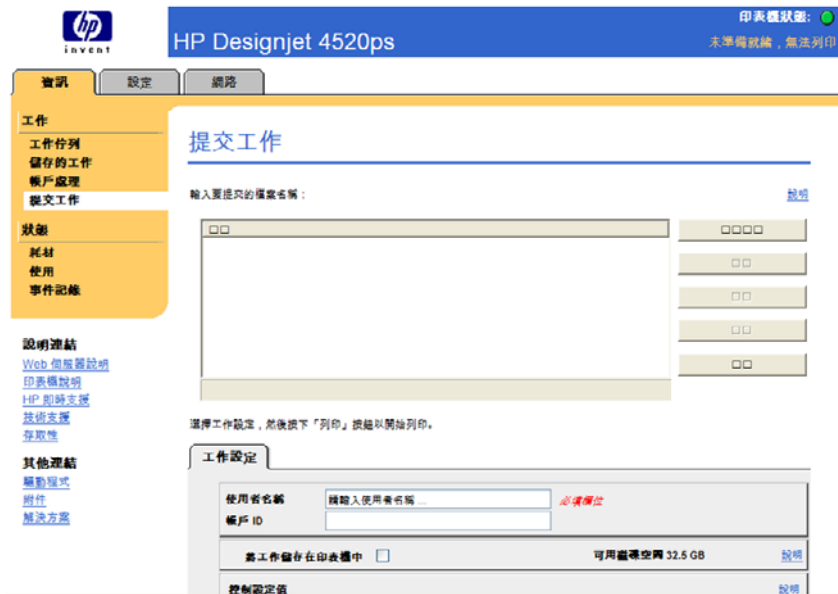 hp
invent
HP Designjet 4520ps
印表機狀態:
未準備就緒，無法列印
資訊
設定
網路
工作
工作佇列
儲存的工作
帳戶處理
提交工作
狀態
耗材
使用
事件記錄
說明連結
Web 伺服器說明
印表機說明
HP 即時支援
技術支援
存取性
其他連結
驅動程式
附件
解決方案
提交工作
輸入要提交的檔案名稱：
說明
□□
□□□□
□□
□□
□□
□□
選擇工作設定，然後按下「列印」按鈕以開始列印。
工作設定
使用者名稱
請輸入使用者名稱 ...
必填欄位
帳戶 ID
將工作儲存在印表機中
可用磁碟空間 32.5 GB
說明
控制設定值
說明